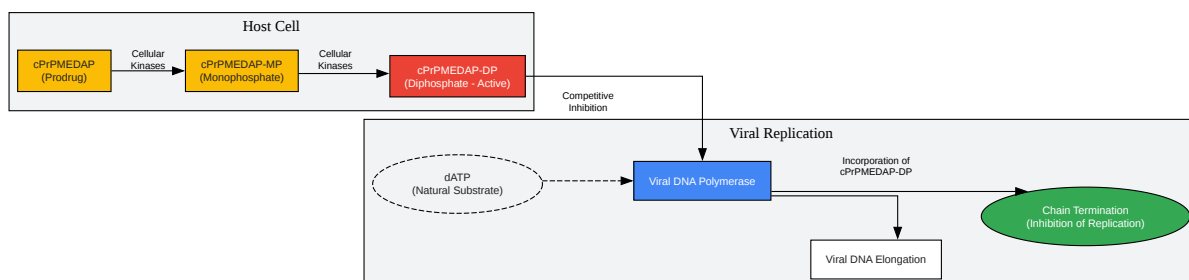 Host Cell
cPrPMEDAP
(Prodrug)
Cellular
Kinases
cPrPMEDAP-MP
(Monophosphate)
Cellular
Kinases
cPrPMEDAP-DP
(Diphosphate - Active)
Competitive
Inhibition
Viral Replication
dATP
(Natural Substrate)
Viral DNA Polymerase
Incorporation of
cPrPMEDAP-DP
Chain Termination
(Inhibition of Replication)
Viral DNA Elongation